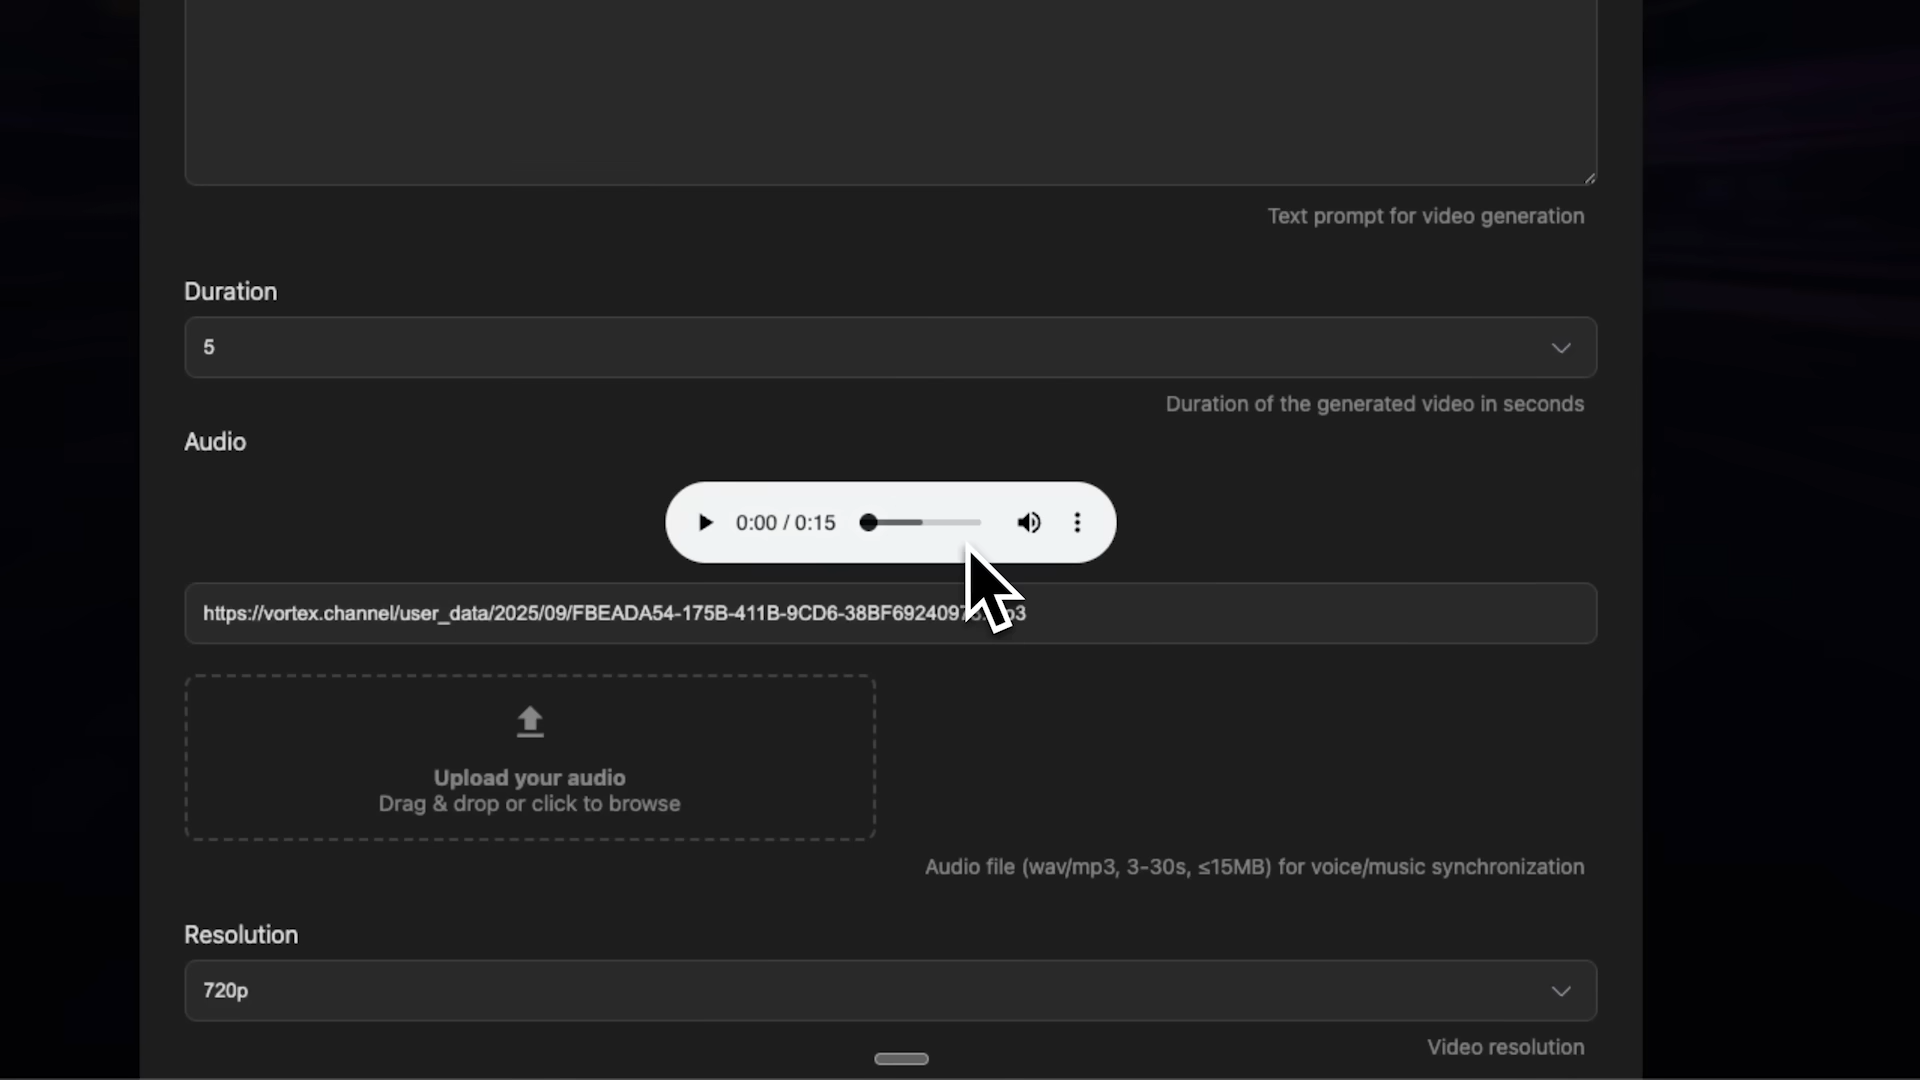 Text prompt for video generation
Duration
5
Duration of the generated video in seconds
Audio
0:00 / 0:15
https://vortex.channel/user_data/2025/09/FBEADA54-175B-411B-9CD6-38BF6924097
Upload your audio
Drag & drop or click to browse
Audio file (wav/mp3, 3-30s, ≤15MB) for voice/music synchronization
Resolution
720p
Video resolution